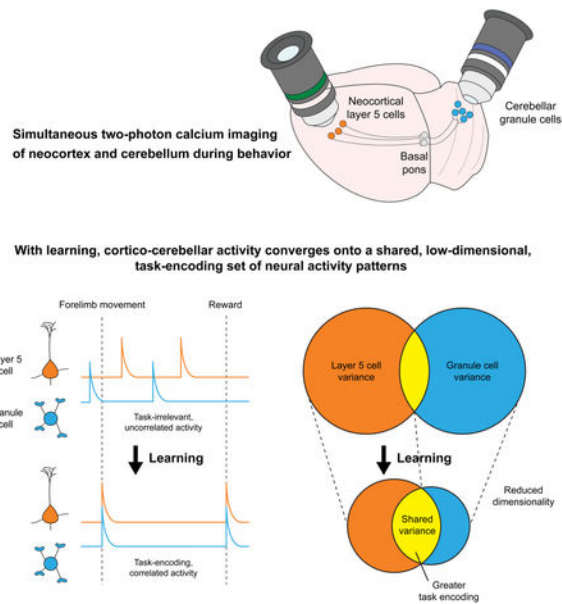 Neocortical
layer 5 cells
Cerebellar
granule cells
Simultaneous two-photon calcium imaging
of neocortex and cerebellum during behavior
Basal
pons
With learning, cortico-cerebellar activity converges onto a shared, low-dimensional,
task-encoding set of neural activity patterns
Forelimb movement
Reward
ayer 5
cell
ranule
cell
Task-irrelevant,
uncorrelated activity
Learning
Task-encoding,
correlated activity
Layer 5 cell
variance
Granule cell
variance
Learning
Reduced
dimensionality
Shared
variance
Greater
task encoding